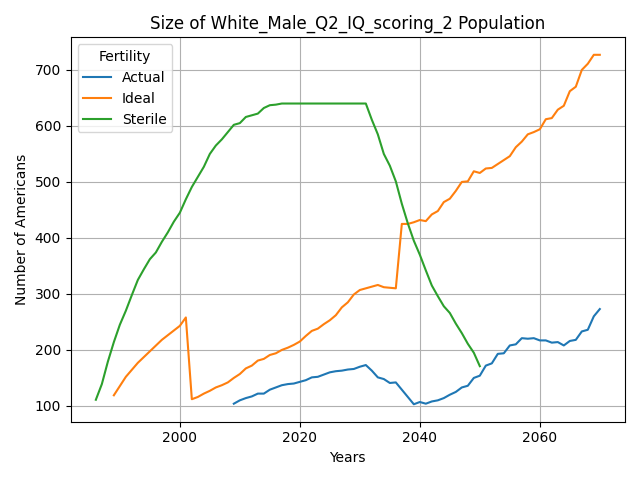 Size of White_Male_Q2_IQ_scoring_2 Population
Fertility
Actual
Ideal
Sterile
Number of Americans
700
600
500
400
300
200
100
2000
2020
2040
2060
Years